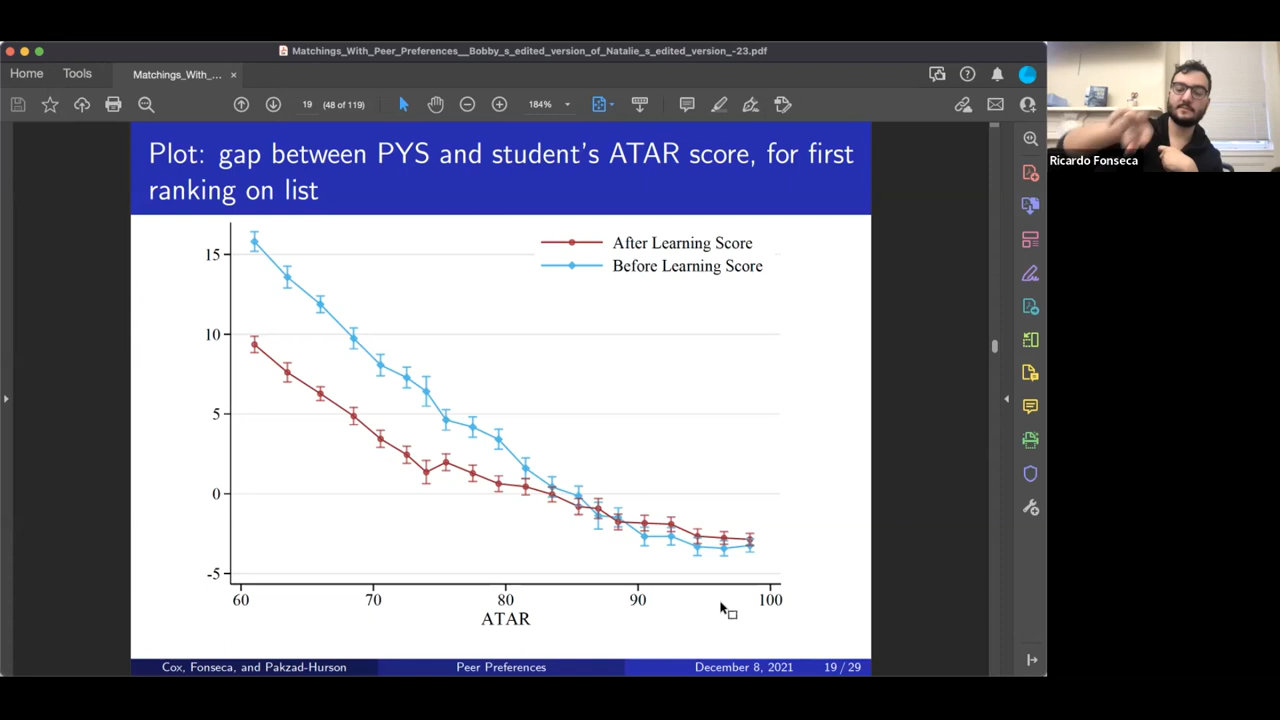 Matchings_With_Peer_Preferences__Bobby_s_edited_version_of_Natalie_s_edited_version_-23.pdf
Home Tools Matchings_With_... ×
19 (48 of 119) 184%
Plot: gap between PYS and student's ATAR score, for first
ranking on list
After Learning Score
Before Learning Score
15
10
5
0
-5
60 70 80 90 100
ATAR
Cox, Fonseca, and Pakzad-Hurson Peer Preferences December 8, 2021 19 / 29
Ricardo Fonseca